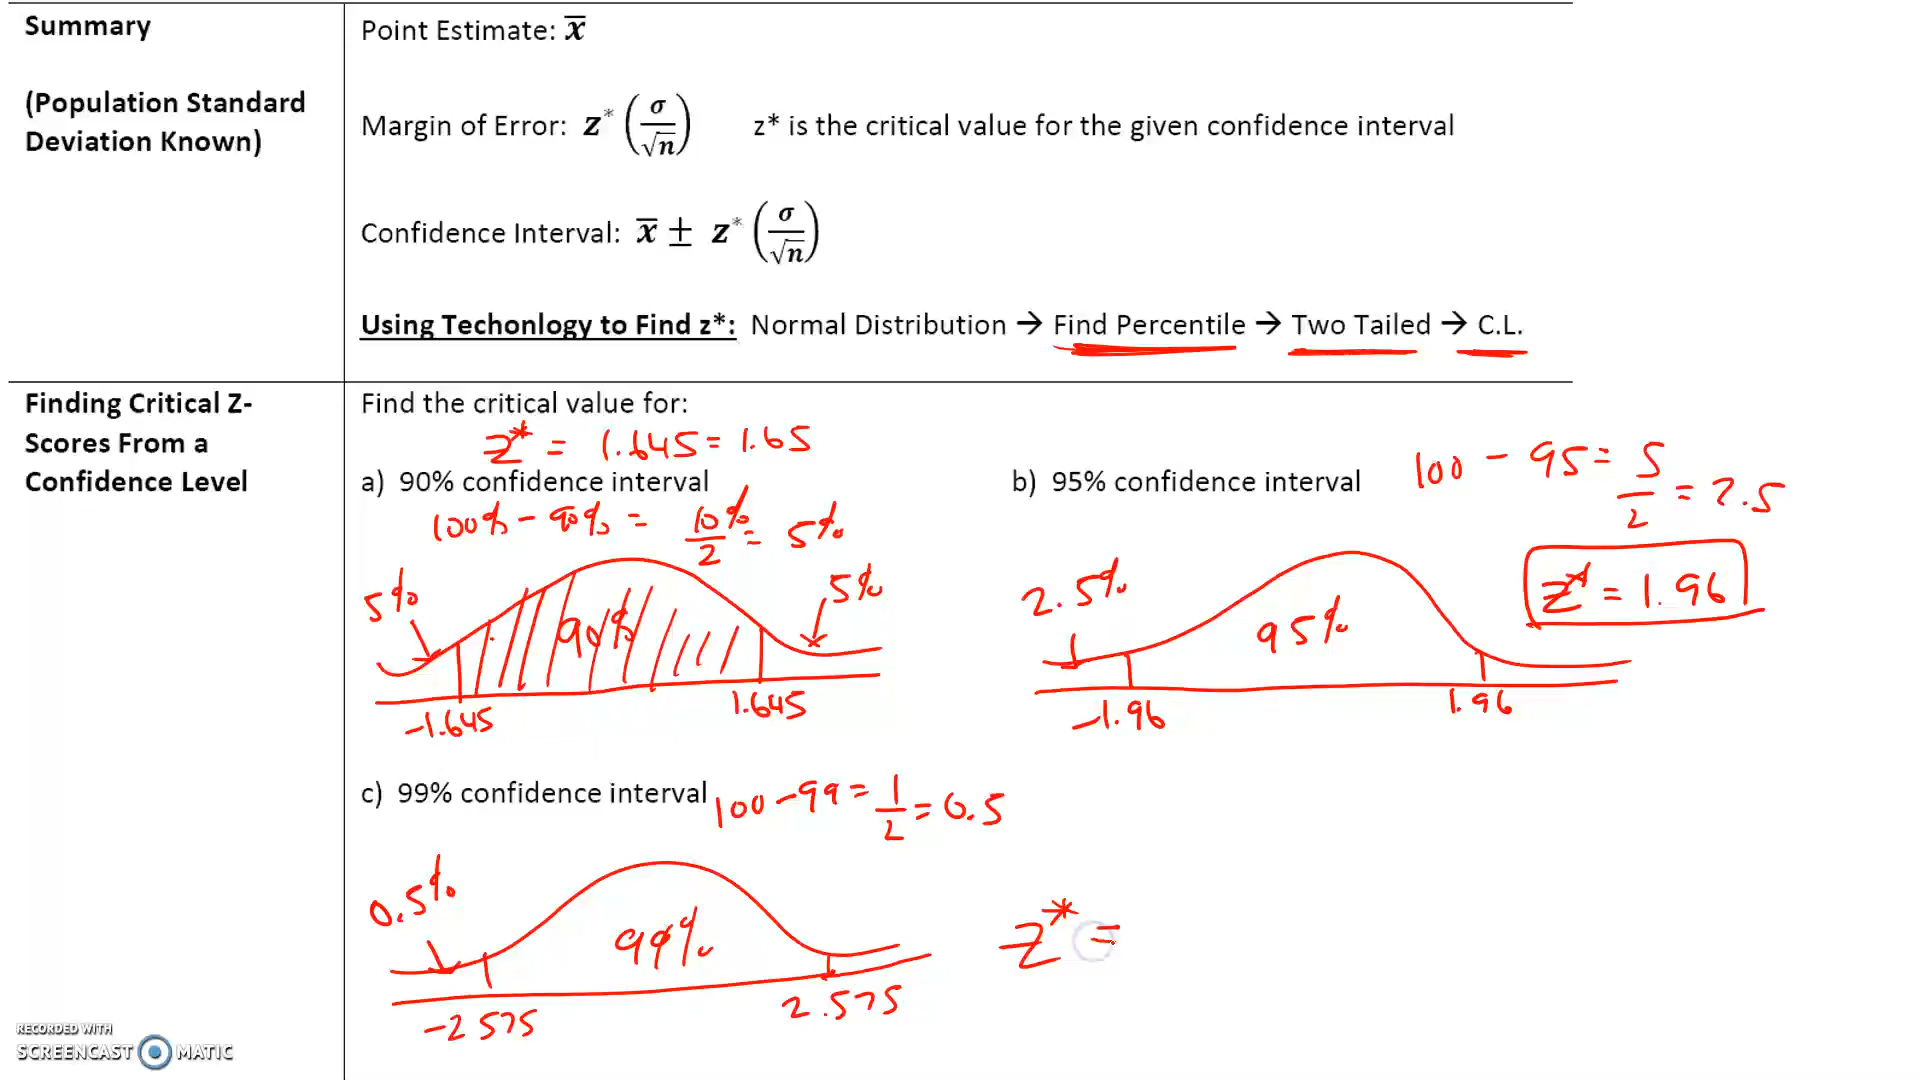 Summary
(Population Standard
Deviation Known)
Point Estimate: x̅
Margin of Error: z* (σ/√n) z* is the critical value for the given confidence interval
Confidence Interval: x̅ ± z* (σ/√n)
Using Techonlogy to Find z*: Normal Distribution → Find Percentile → Two Tailed → C.L.
Finding Critical Z-
Scores From a
Confidence Level
Find the critical value for:
z* = 1.645 = 1.65
a) 90% confidence interval
100% - 90% = 10%/2 = 5%
5%
90%
5%
-1.645
1.645
b) 95% confidence interval
100 - 95 = 5/2 = 2.5
2.5%
95%
z* = 1.96
-1.96
1.96
c) 99% confidence interval
100 - 99 = 1/2 = 0.5
0.5%
99%
z* =
-2 575
2.575
RECORDED WITH
SCREENCAST MATIC